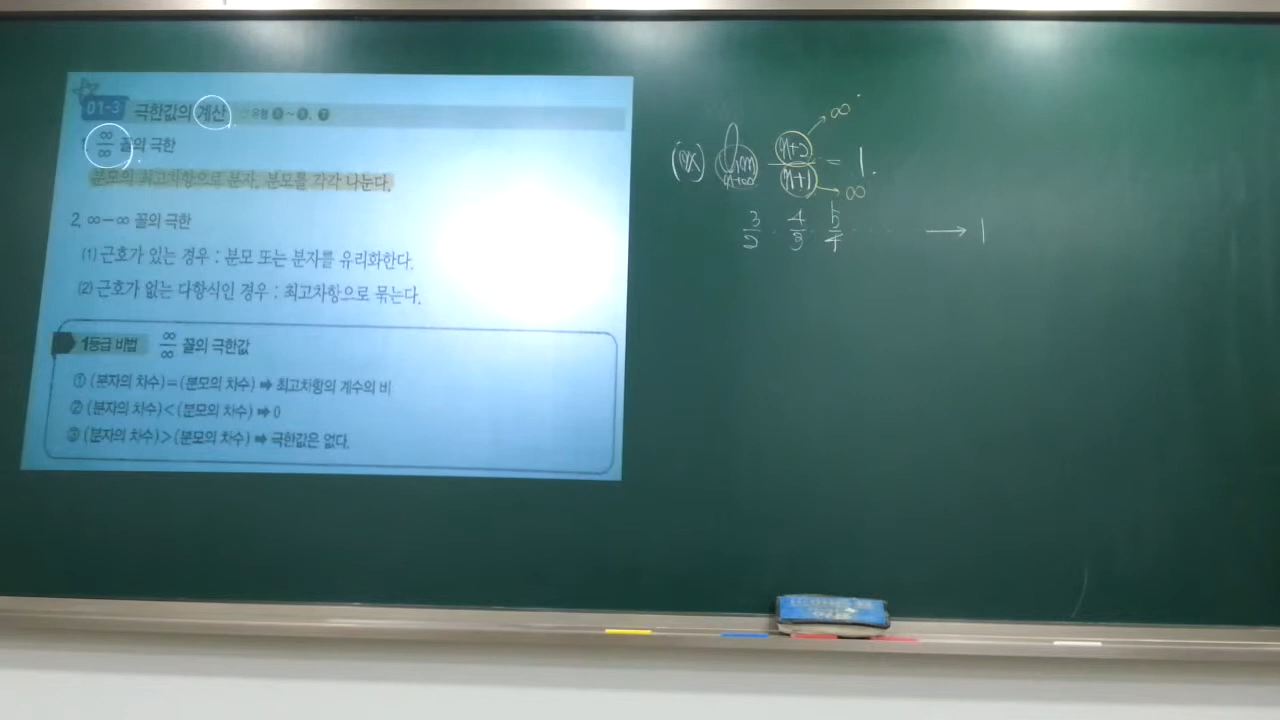 01-3 극한값의 계산 유형 ~ , 
1. ∞/∞ 꼴의 극한
분모의 최고차항으로 분자, 분모를 각각 나눈다.
2. ∞-∞ 꼴의 극한
(1) 근호가 있는 경우 : 분모 또는 분자를 유리화한다.
(2) 근호가 없는 다항식인 경우 : 최고차항으로 묶는다.
1등급 비법 ∞/∞ 꼴의 극한값
① (분자의 차수)=(분모의 차수) ➡ 최고차항의 계수의 비
② (분자의 차수)<(분모의 차수) ➡ 0
③ (분자의 차수)>(분모의 차수) ➡ 극한값은 없다.
(ex) lim n→∞ n+2/n+1 = 1.
→ ∞
→ ∞
3/2 . 4/3 . 5/4 ...... → 1